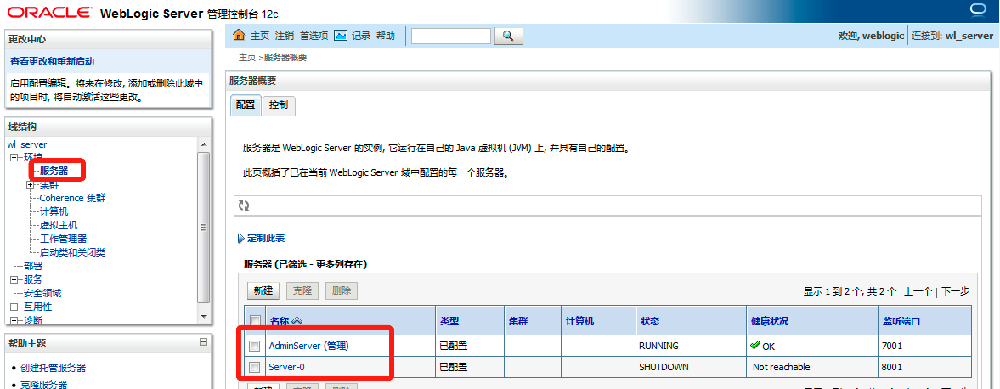 ORACLE WebLogic Server 管理控制台 12c
更改中心
查看更改和重新启动
启用配置编辑。将来在修改, 添加或删除此域中
的项目时, 将自动激活这些更改。
域结构
wl_server
环境
服务器
集群
Coherence 集群
计算机
虚拟主机
工作管理器
启动类和关闭类
部署
服务
安全领域
互用性
诊断
帮助主题
创建托管服务器
克隆服务器
主页 注销 首选项 记录 帮助
欢迎, weblogic 连接到: wl_server
主页 >服务器概要
服务器概要
配置 控制
服务器是 WebLogic Server 的实例, 它运行在自己的 Java 虚拟机 (JVM) 上, 并具有自己的配置。
此页概括了已在当前 WebLogic Server 域中配置的每一个服务器。
定制此表
服务器 (已筛选 - 更多列存在)
新建 克隆 删除 显示 1 到 2 个, 共 2 个 上一个 | 下一步
名称 类型 集群 计算机 状态 健康状况 监听端口
AdminServer (管理) 已配置 RUNNING OK 7001
Server-0 已配置 SHUTDOWN Not reachable 8001
新建 克隆 删除